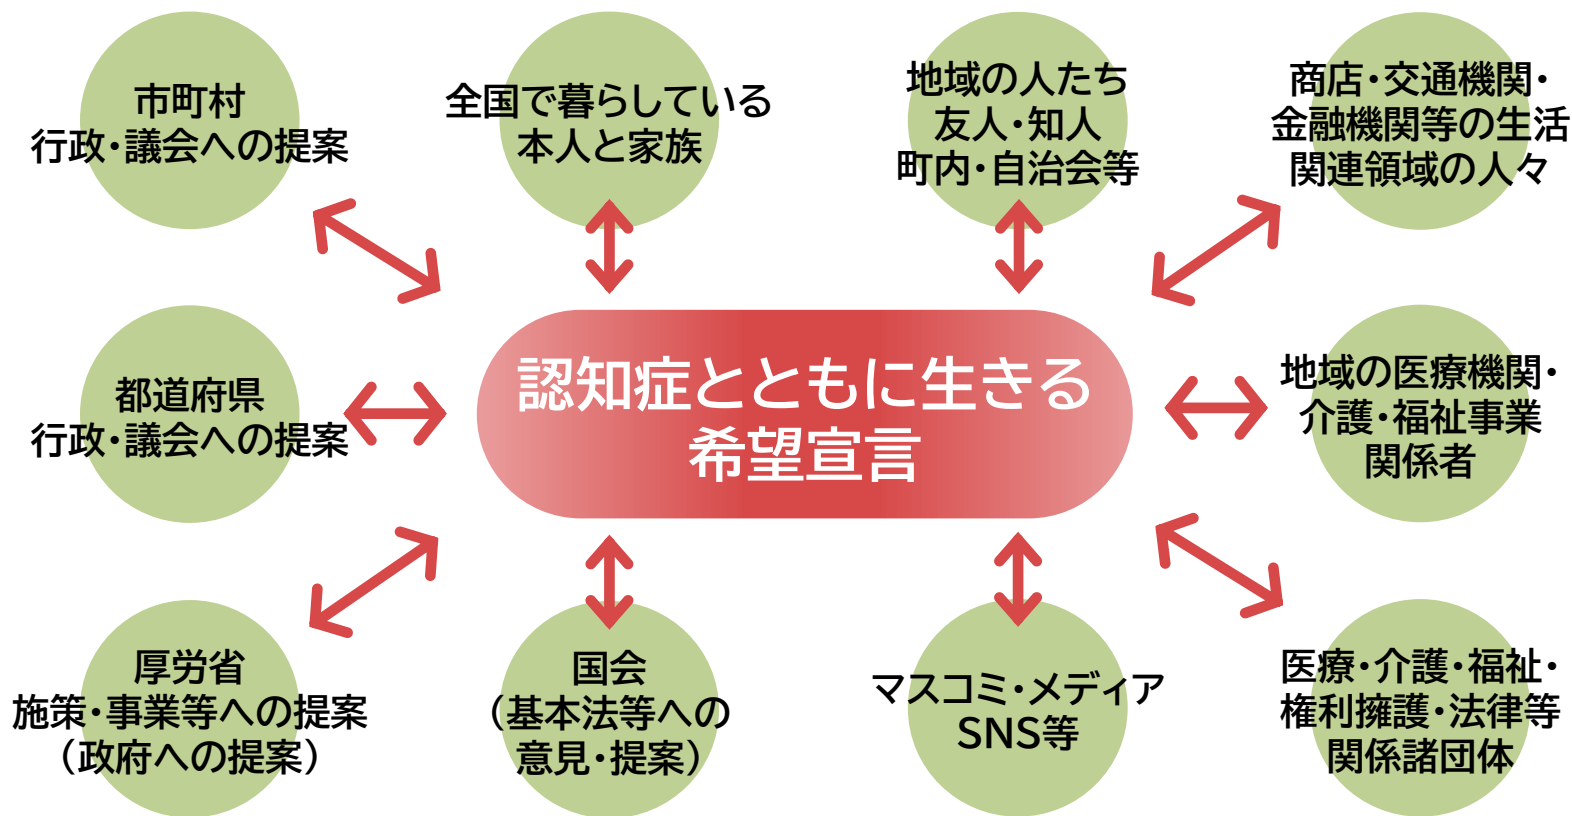 市町村
行政・議会への提案
全国で暮らしている
本人と家族
地域の人たち
友人・知人
町内・自治会等
商店・交通機関・
金融機関等の生活
関連領域の人々
都道府県
行政・議会への提案
認知症とともに生きる
希望宣言
地域の医療機関・
介護・福祉事業
関係者
厚労省
施策・事業等への提案
（政府への提案）
国会
（基本法等への
意見・提案）
マスコミ・メディア
SNS等
医療・介護・福祉・
権利擁護・法律等
関係諸団体